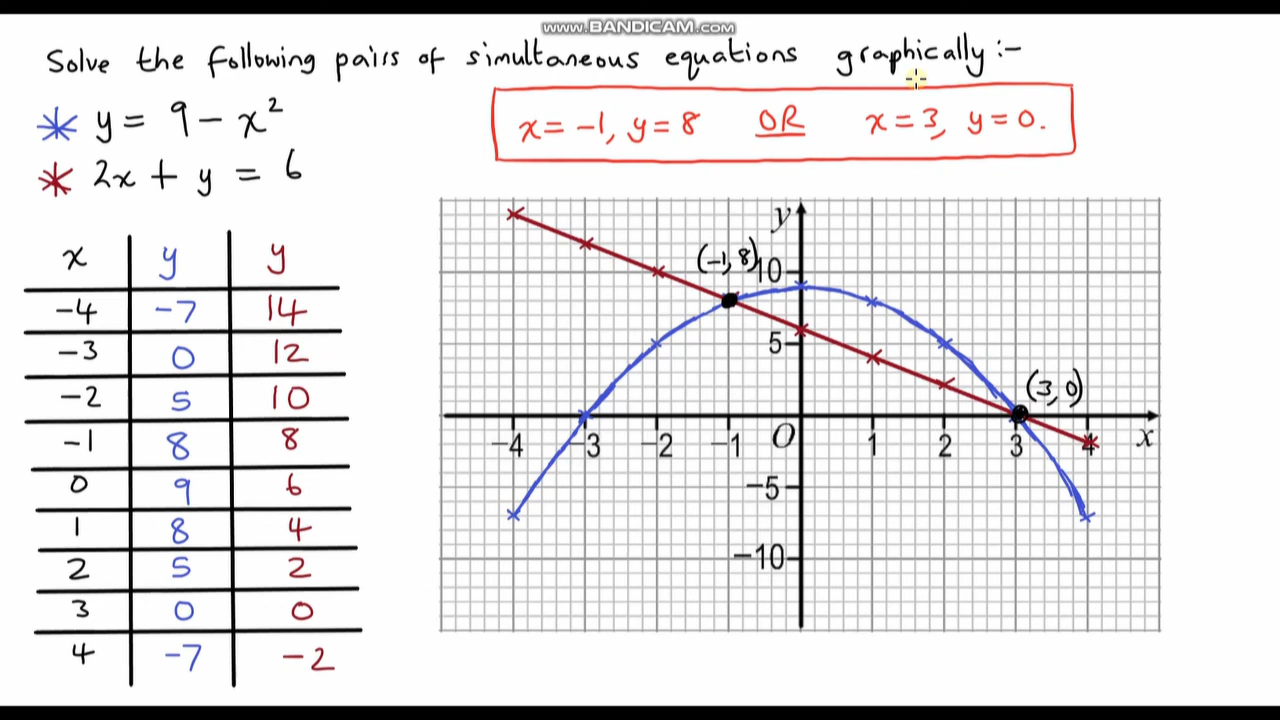 www.BANDICAM.com
Solve the following pairs of simultaneous equations graphically :-
* y = 9 - x²
x = -1, y = 8 OR x = 3, y = 0.
* 2x + y = 6
x y y
-4 -7 14
-3 0 12
-2 5 10
-1 8 8
0 9 6
1 8 4
2 5 2
3 0 0
4 -7 -2
y
(-1, 8)
10
5
(3, 0)
-4 -3 -2 -1 O 1 2 3 4 x
-5
-10